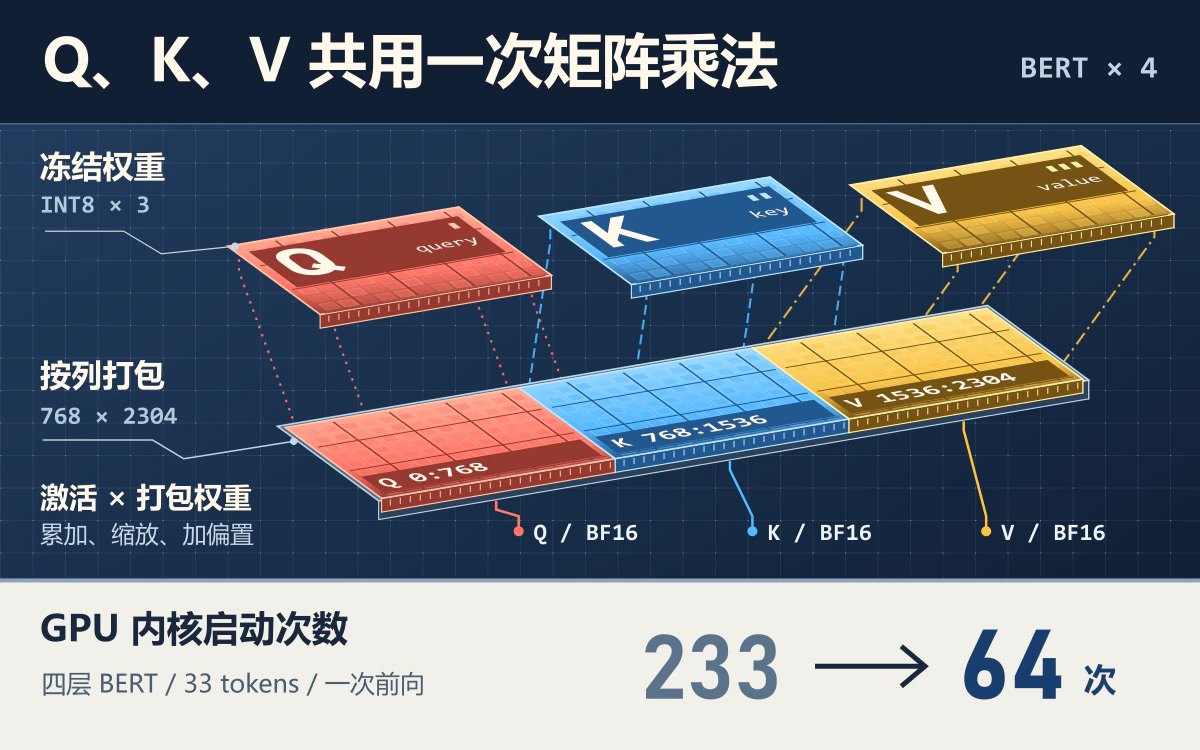 Q、K、V 共用一次矩阵乘法
BERT × 4
冻结权重
INT8 × 3
Q
query
K
key
V
value
按列打包
768 × 2304
Q 0:768
K 768:1536
V 1536:2304
激活 × 打包权重
累加、缩放、加偏置
Q / BF16
K / BF16
V / BF16
GPU 内核启动次数
四层 BERT / 33 tokens / 一次前向
233
64 次